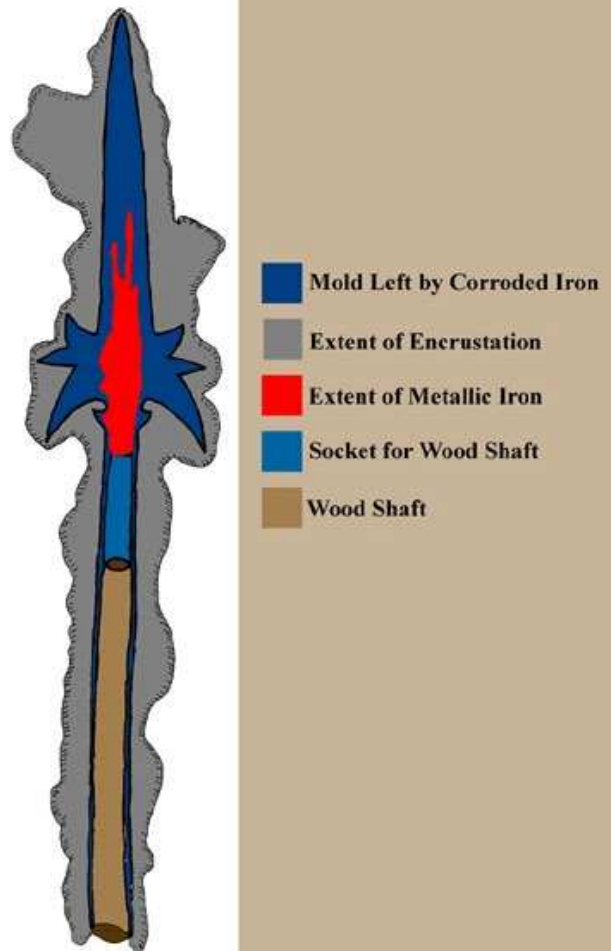 Mold Left by Corroded Iron
Extent of Encrustation
Extent of Metallic Iron
Socket for Wood Shaft
Wood Shaft